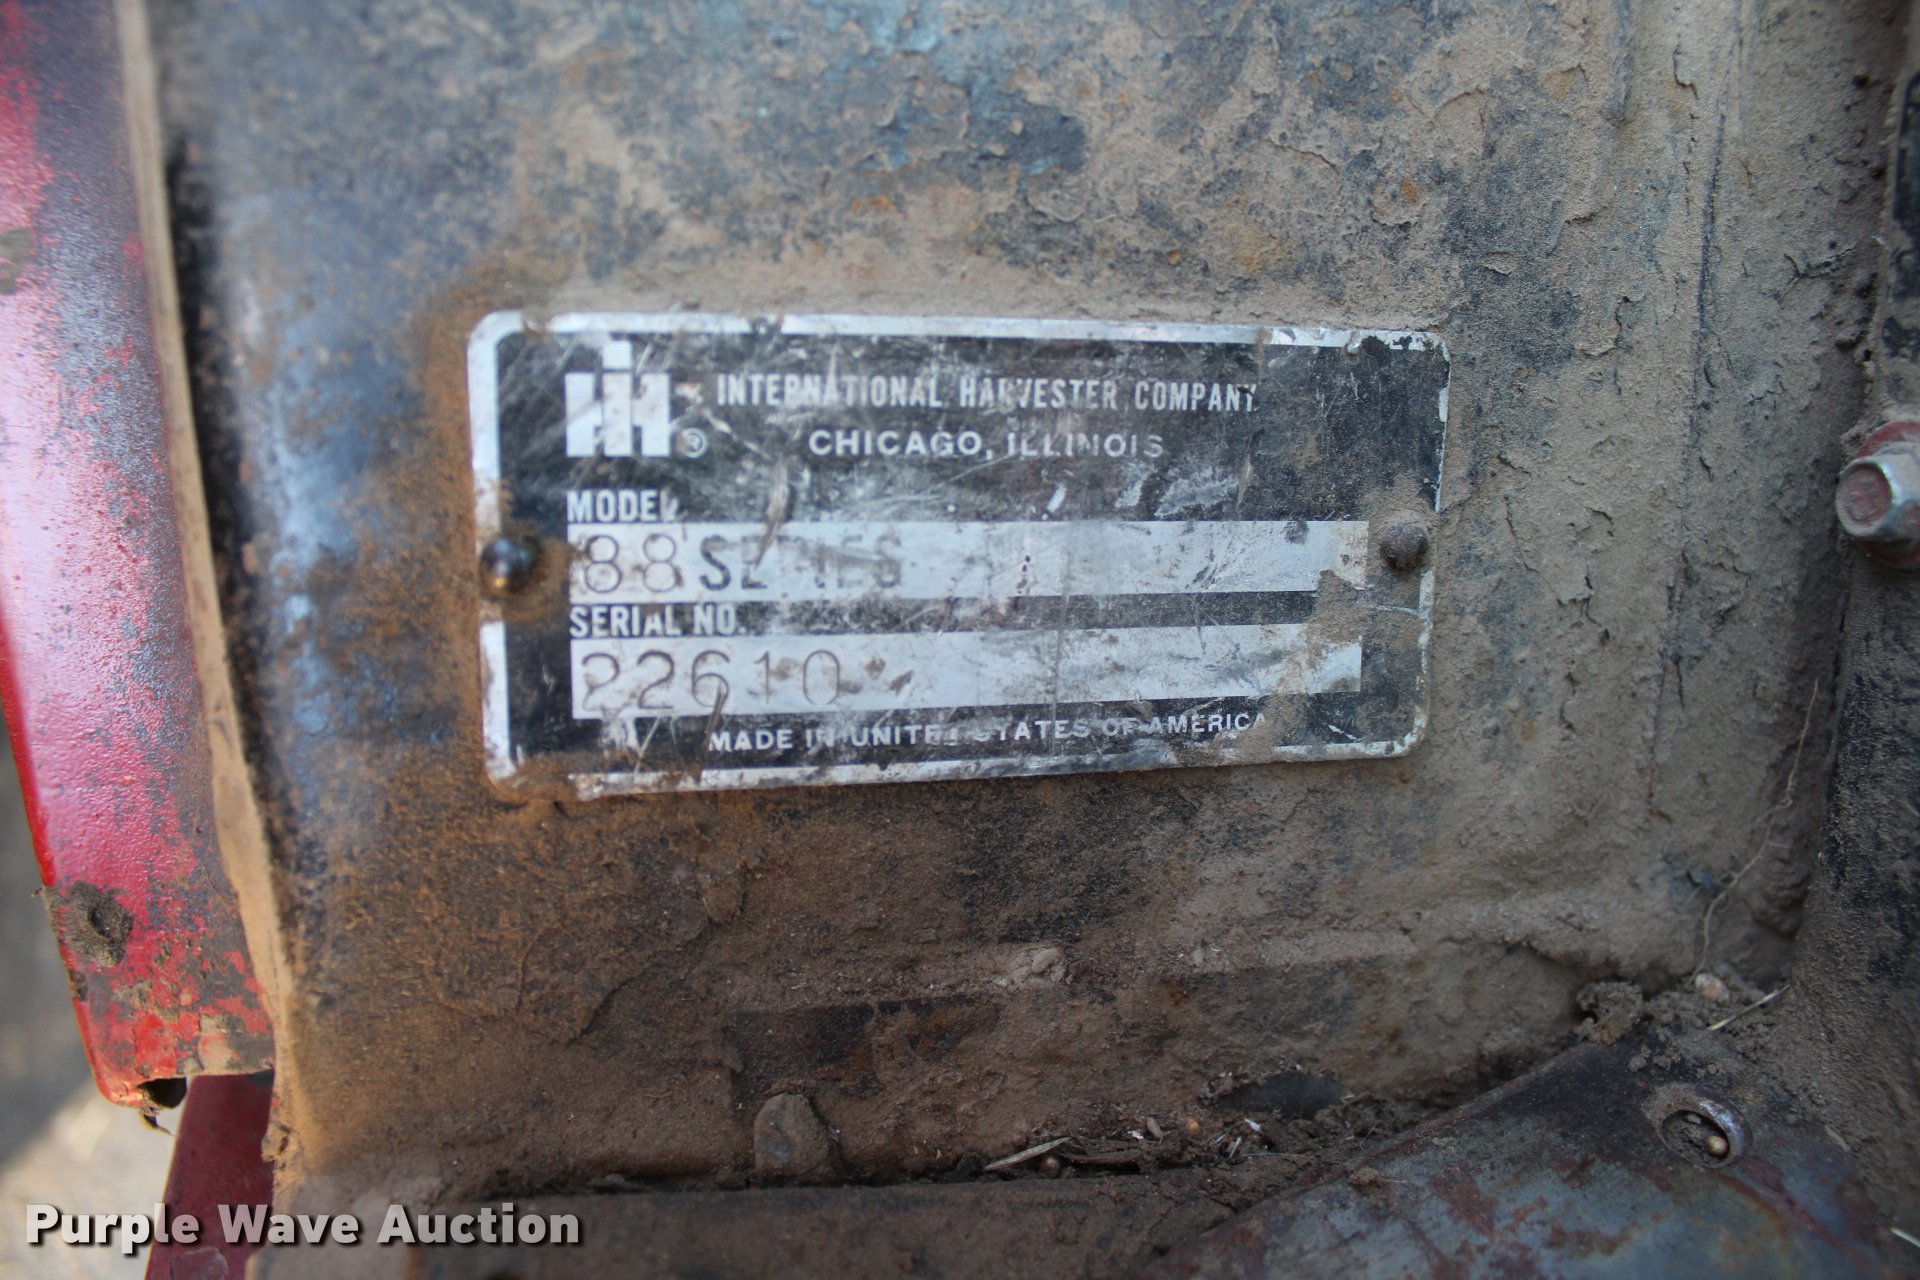 IH ® INTERNATIONAL HARVESTER COMPANY
CHICAGO, ILLINOIS
MODEL
88 SERIES
SERIAL NO.
22610
MADE IN UNITED STATES OF AMERICA
Purple Wave Auction